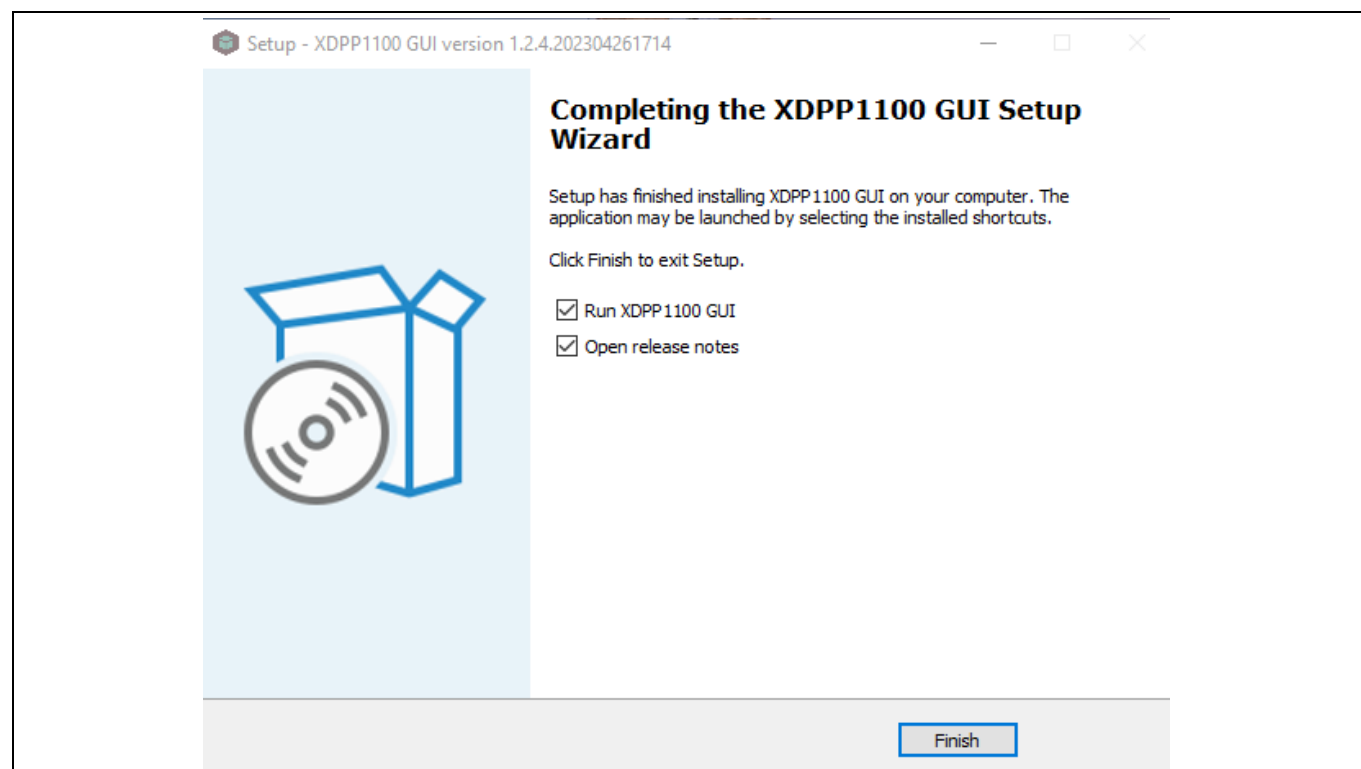 Setup - XDPP1100 GUI version 1.2.4.202304261714
Completing the XDPP1100 GUI Setup
Wizard
Setup has finished installing XDPP1100 GUI on your computer. The
application may be launched by selecting the installed shortcuts.
Click Finish to exit Setup.
Run XDPP1100 GUI
Open release notes
Finish